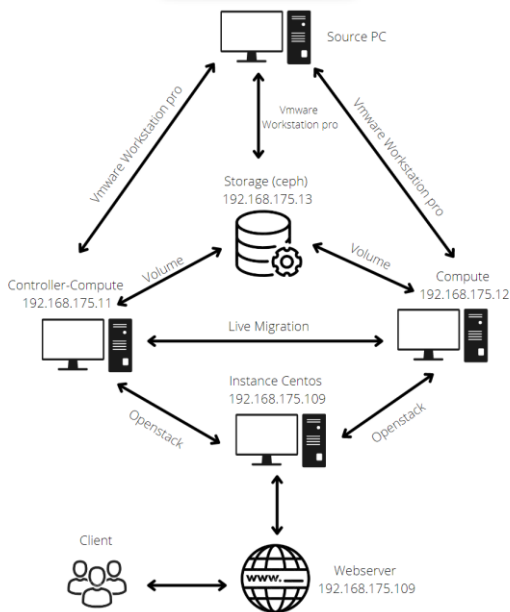 Source PC
Vmware Workstation pro
Vmware
Workstation pro
Vmware Workstation pro
Storage (ceph)
192.168.175.13
Volume
Volume
Controller-Compute
192.168.175.11
Compute
192.168.175.12
Live Migration
Instance Centos
192.168.175.109
Openstack
Openstack
Client
www.
Webserver
192.168.175.109